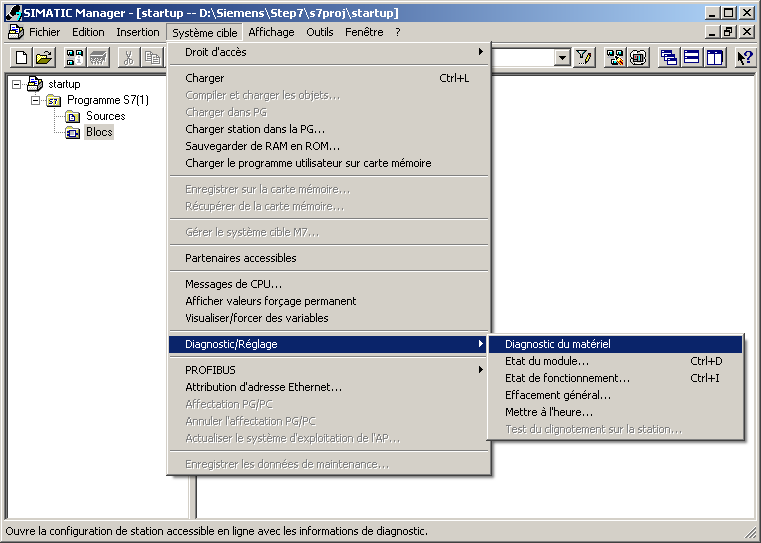 SIMATIC Manager - [startup -- D:\Siemens\Step7\s7proj\startup]
Fichier Edition Insertion Système cible Affichage Outils Fenêtre ?
startup
Programme S7(1)
Sources
Blocs
Droit d'accès
Charger Ctrl+L
Compiler et charger les objets...
Charger dans PG
Charger station dans la PG...
Sauvegarder de RAM en ROM...
Charger le programme utilisateur sur carte mémoire
Enregistrer sur la carte mémoire...
Récupérer de la carte mémoire...
Gérer le système cible M7...
Partenaires accessibles
Messages de CPU...
Afficher valeurs forçage permanent
Visualiser/forcer des variables
Diagnostic/Réglage
PROFIBUS
Attribution d'adresse Ethernet...
Affectation PG/PC
Annuler l'affectation PG/PC
Actualiser le système d'exploitation de l'AP...
Enregistrer les données de maintenance...
Diagnostic du matériel
Etat du module... Ctrl+D
Etat de fonctionnement... Ctrl+I
Effacement général...
Mettre à l'heure...
Test du clignotement sur la station...
Ouvre la configuration de station accessible en ligne avec les informations de diagnostic.